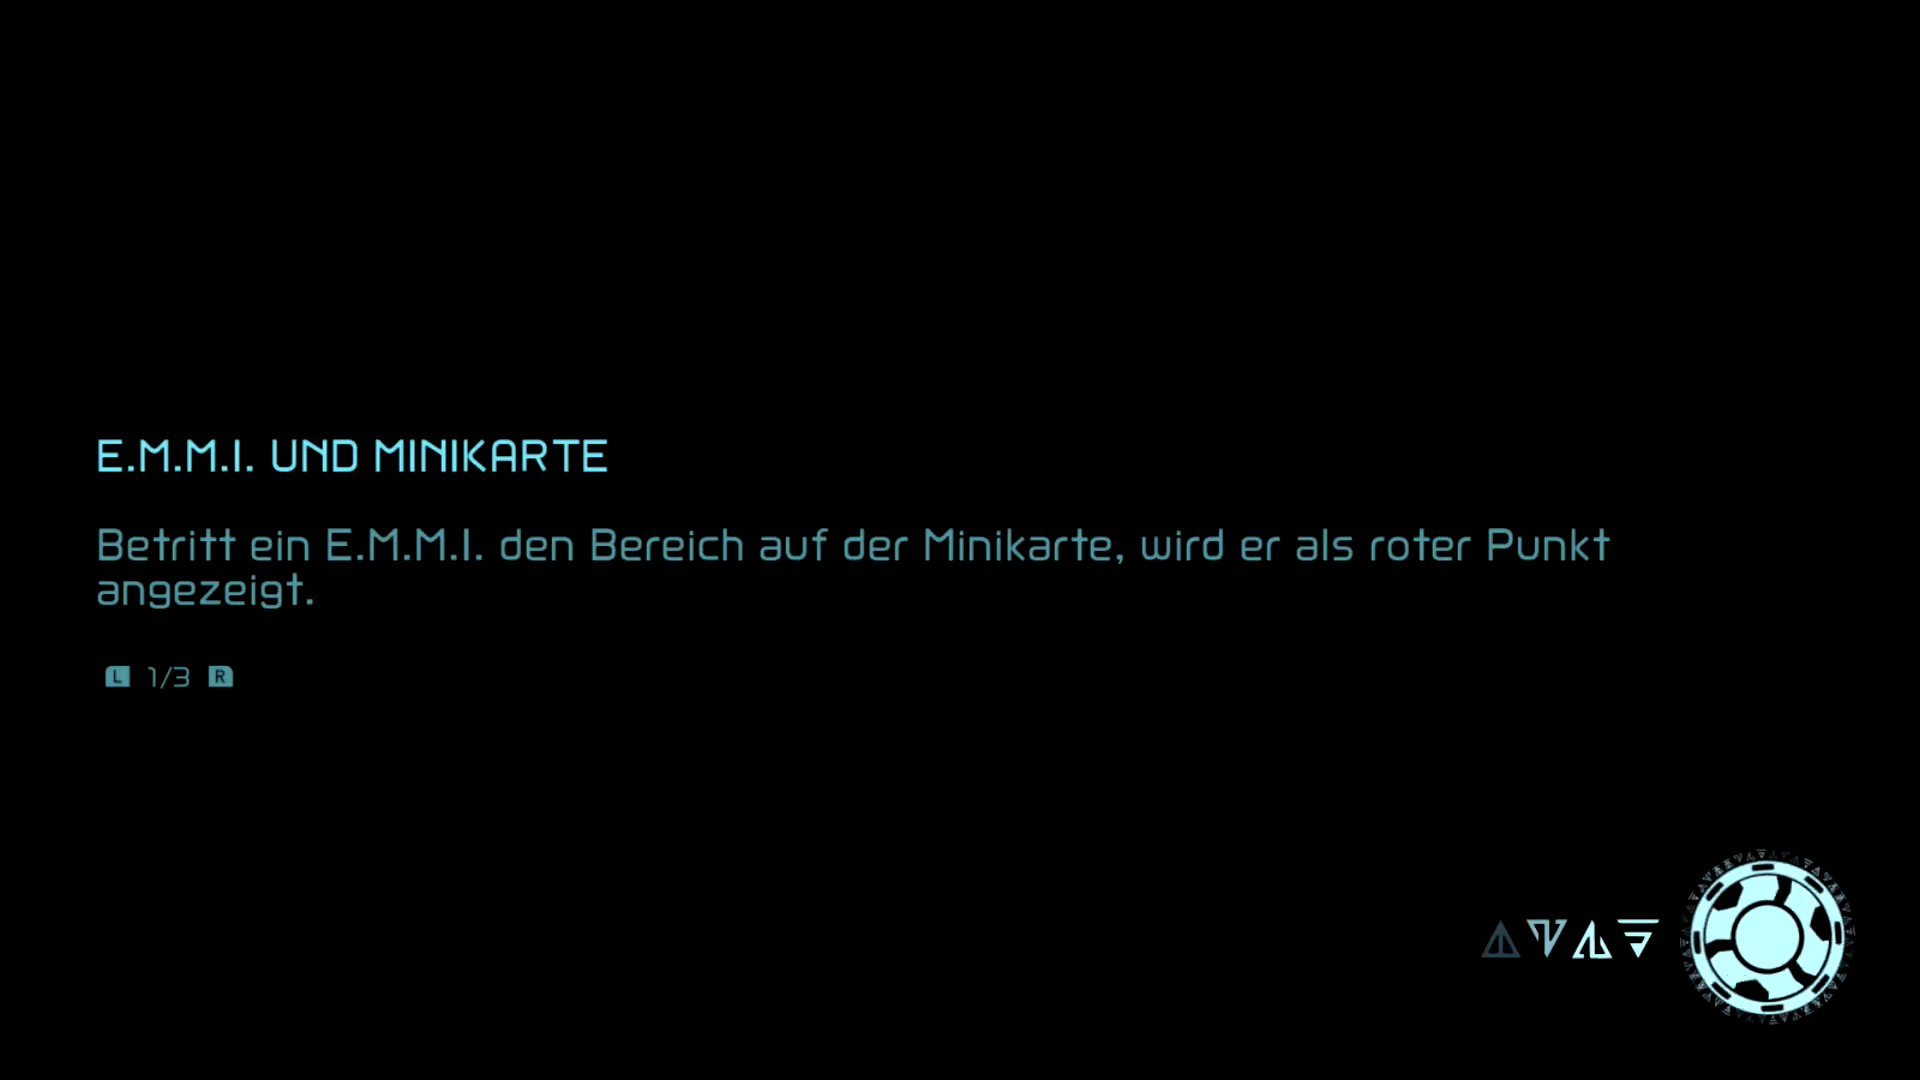 E.M.M.I. UND MINIKARTE
Betritt ein E.M.M.I. den Bereich auf der Minikarte, wird er als roter Punkt
angezeigt.
L 1/3 R